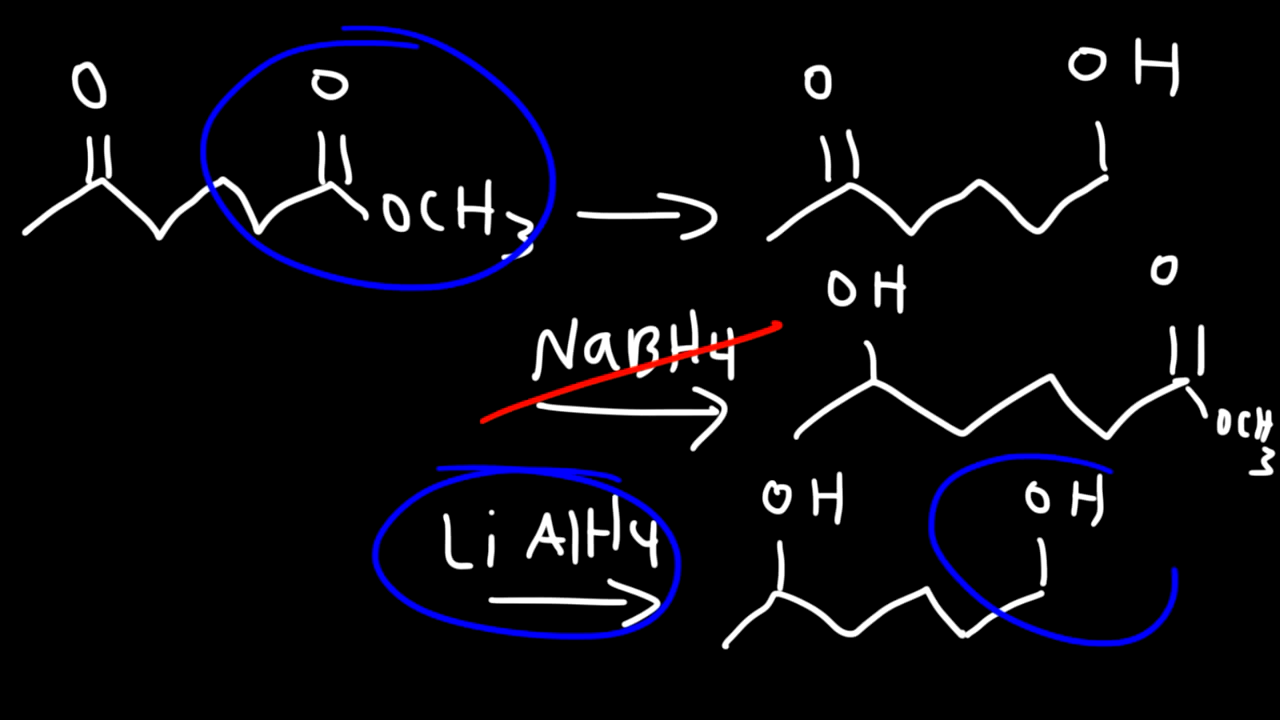 O O O OH
OCH3
OH O
NaBH4
OCH3
OH OH
LiAlH4